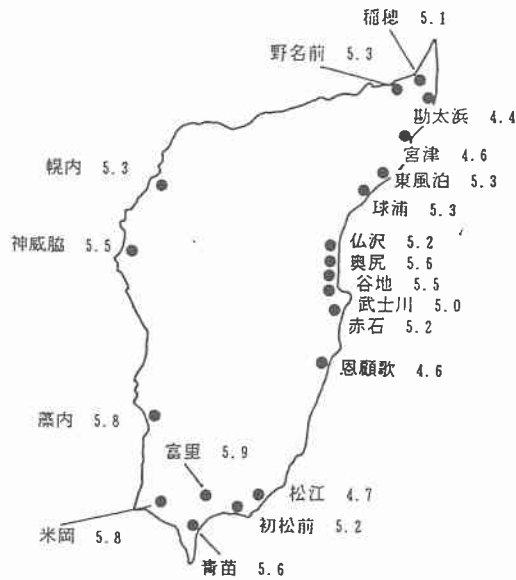 稲穂 5.1
野名前 5.3
勘太浜 4.4
宮津 4.6
幌内 5.3
東風泊 5.3
球浦 5.3
神威脇 5.5
仏沢 5.2
奥尻 5.6
谷地 5.5
武士川 5.0
赤石 5.2
恩顧歌 4.6
藻内 5.8
富里 5.9
松江 4.7
初松前 5.2
米岡 5.8
青苗 5.6